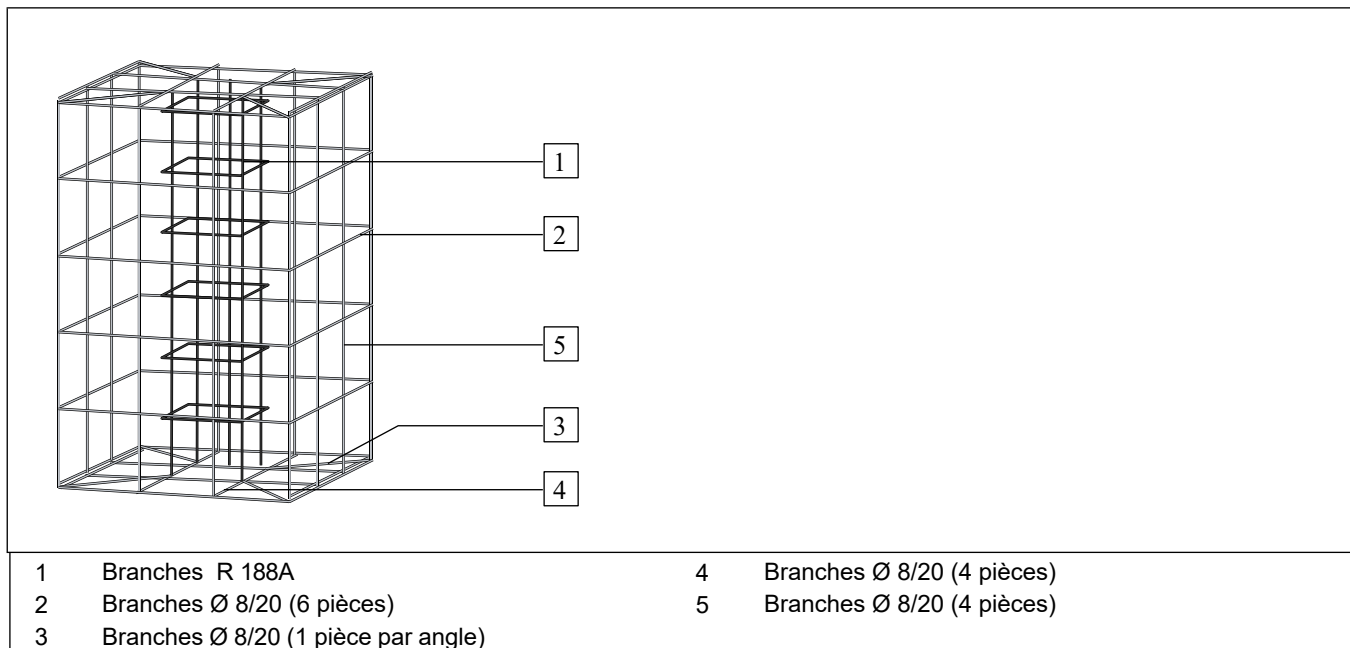 1
2
5
3
4
1 Branches R 188A
2 Branches Ø 8/20 (6 pièces)
3 Branches Ø 8/20 (1 pièce par angle)
4 Branches Ø 8/20 (4 pièces)
5 Branches Ø 8/20 (4 pièces)